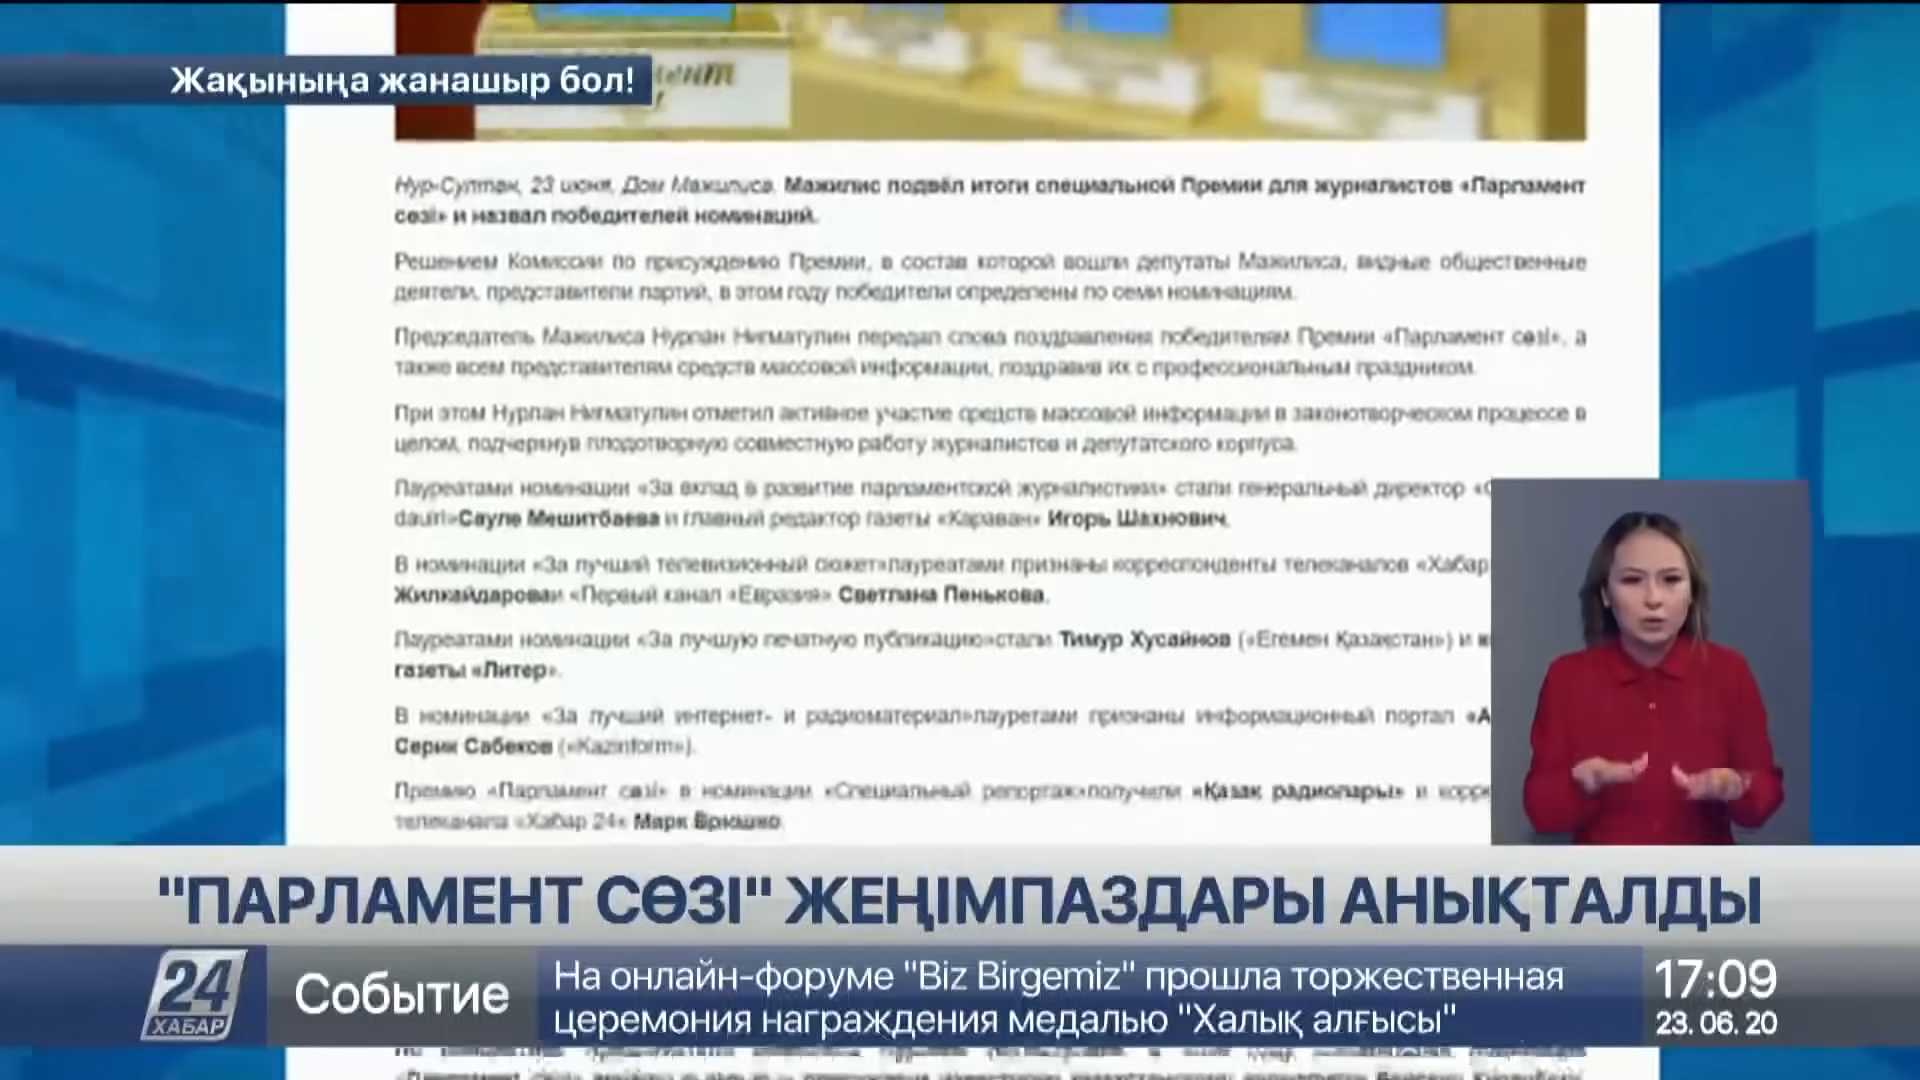 Жақыныңа жанашыр бол!
Нур-Султан, 23 июня, Дом Мажилиса. Мажилис подвёл итоги специальной Премии для журналистов «Парламент
сөзі» и назвал победителей номинаций.
Решением Комиссии по присуждению Премии, в состав которой вошли депутаты Мажилиса, видные общественные
деятели, представители партий, в этом году победители определены по семи номинациям.
Председатель Мажилиса Нурлан Нигматулин передал слова поздравления победителям Премии «Парламент сөзі», а
также всем представителям средств массовой информации, поздравив их с профессиональным праздником.
При этом Нурлан Нигматулин отметил активное участие средств массовой информации в законотворческом процессе в
целом, подчеркнув плодотворную совместную работу журналистов и депутатского корпуса.
Лауреатами номинации «За вклад в развитие парламентской журналистики» стали генеральный директор
dauiri»Сауле Мешитбаева и главный редактор газеты «Караван» Игорь Шахнович.
В номинации «За лучший телевизионный сюжет»лауреатами признаны корреспонденты телеканалов «Хабар
Жилкайдарова и «Первый канал «Евразия» Светлана Пенькова.
Лауреатами номинации «За лучшую печатную публикацию»стали Тимур Хусайнов («Егемен Қазақстан») и
газеты «Литер».
В номинации «За лучший интернет- и радиоматериал»лауретами признаны информационный портал
Серик Сабеков («Kazinform»).
Премию «Парламент сөзі» в номинации «Специальный репортаж»получили «Қазақ радиолары» и
телеканала «Хабар 24» Марк Врюшко.
"ПАРЛАМЕНТ СӨЗІ" ЖЕҢІМПАЗДАРЫ АНЫҚТАЛДЫ
24
ХАБАР
Событие
На онлайн-форуме "Biz Birgemiz" прошла торжественная
церемония награждения медалью "Халық алғысы"
17:09
23. 06. 20